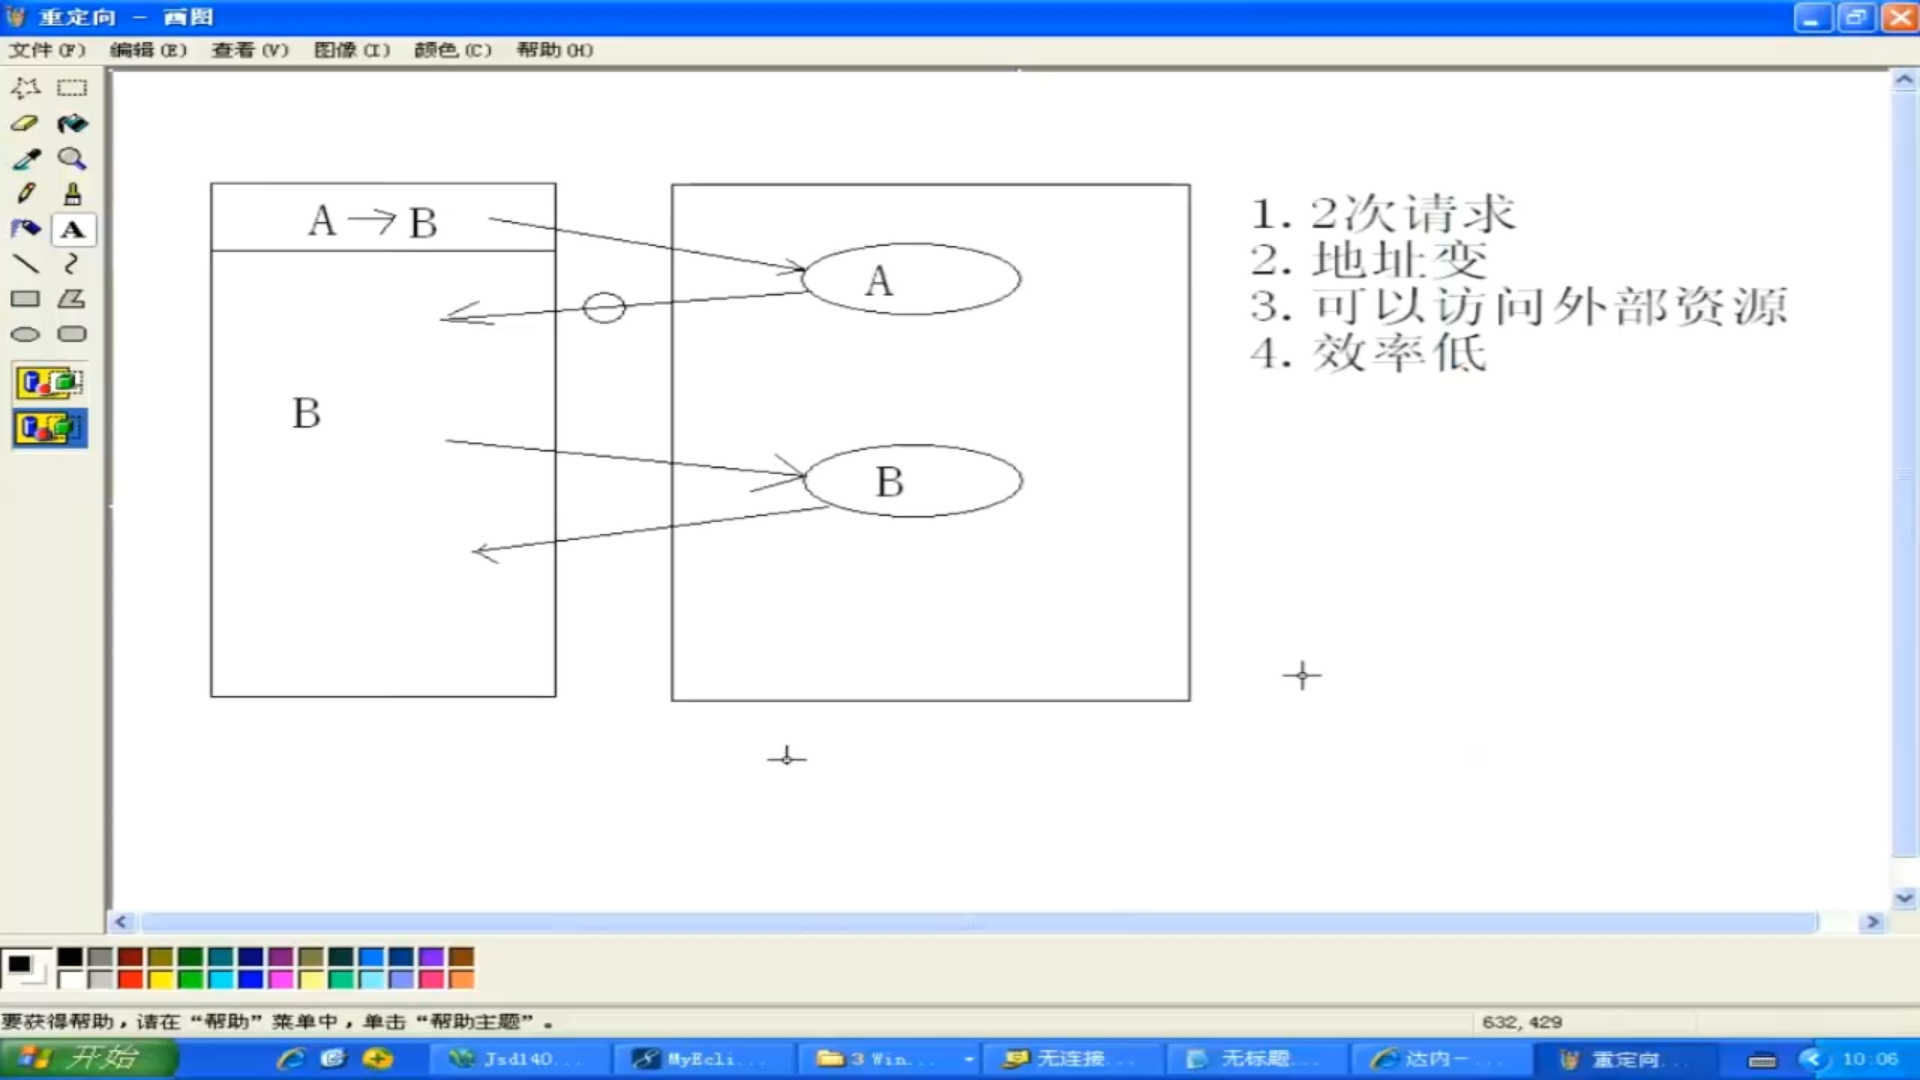 重定向 - 画图
文件(F) 编辑(E) 查看(V) 图像(I) 颜色(C) 帮助(H)
A → B
A
B
B
1. 2次请求
2. 地址变
3. 可以访问外部资源
4. 效率低
要获得帮助，请在“帮助”菜单中，单击“帮助主题”。
632,429
开始
Jsd140...
MyEcli...
3 Win...
无连接...
无标题...
达内一...
重定向...
10:06